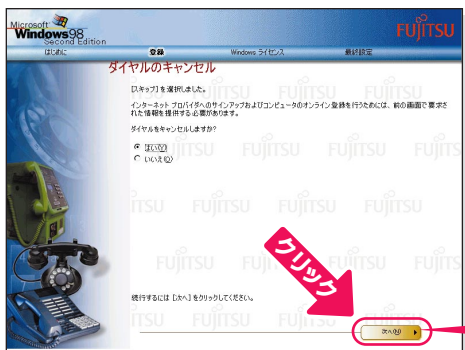 Microsoft
Windows98
Second Edition
FUJITSU
はじめに 登録 Windows ライセンス 最終設定
ダイヤルのキャンセル
[スキップ] を選択しました。
インターネット プロバイダへのサインアップおよびコンピュータのオンライン登録を行うためには、前の画面で要求さ
れた情報を提供する必要があります。
ダイヤルをキャンセルしますか?
はい(Y)
いいえ(O)
クリック
続行するには [次へ] をクリックしてください。
次へ(N)